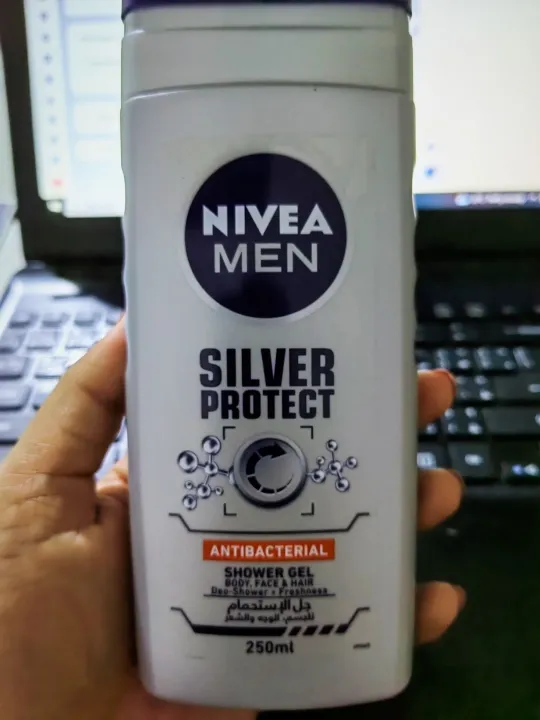 NIVEA
MEN
SILVER
PROTECT
ANTIBACTERIAL
SHOWER GEL
BODY, FACE & HAIR
Deo-Shower + Freshness
جل الإستحمام
للجسم، الوجه والشعر
250ml